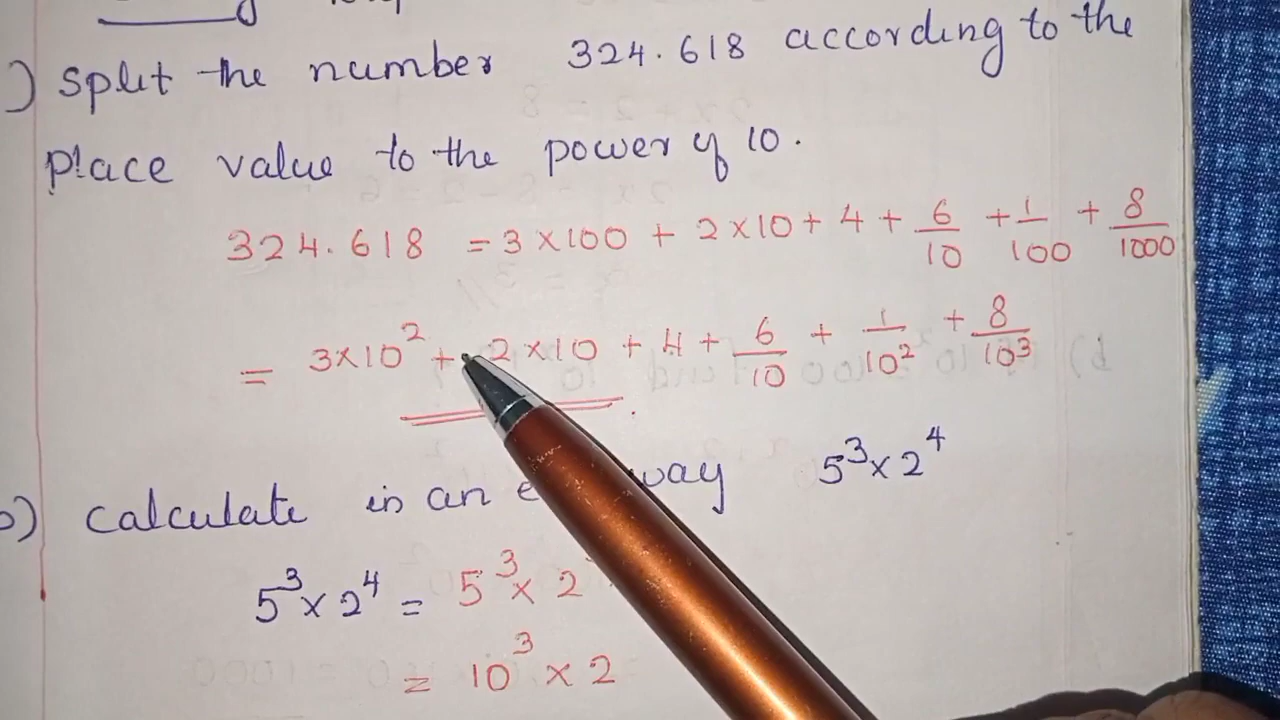 ) Split the number 324.618 according to the
place value to the power of 10.
324.618 = 3 × 100 + 2 × 10 + 4 + 6/10 + 1/100 + 8/1000
= 3×10² + 2 × 10 + 4 + 6/10 + 1/10² + 8/10³
b) Calculate in an way 5³ × 2⁴
5³ × 2⁴ = 5³ × 2
= 10³ × 2